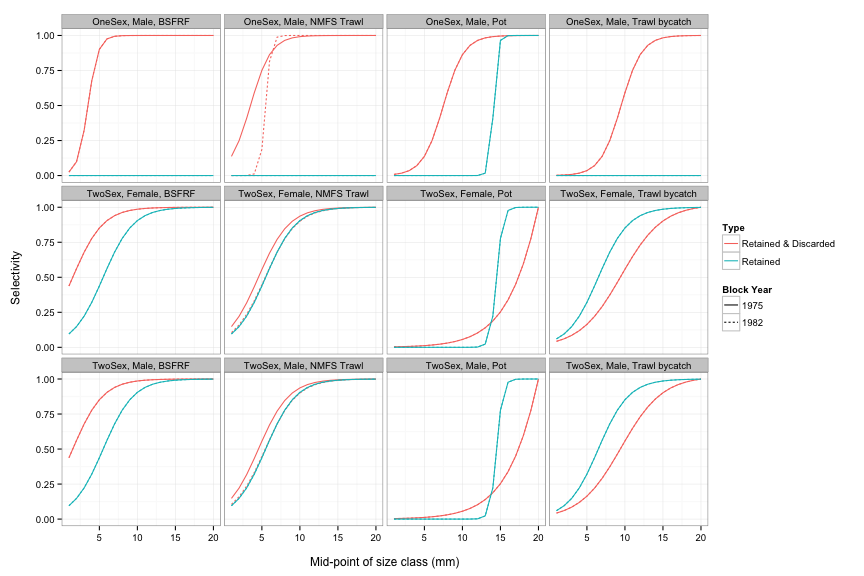 OneSex, Male, BSFRF
OneSex, Male, NMFS Trawl
OneSex, Male, Pot
OneSex, Male, Trawl bycatch
1.00
0.75
0.50
0.25
0.00
TwoSex, Female, BSFRF
TwoSex, Female, NMFS Trawl
TwoSex, Female, Pot
TwoSex, Female, Trawl bycatch
1.00
0.75
0.50
0.25
0.00
TwoSex, Male, BSFRF
TwoSex, Male, NMFS Trawl
TwoSex, Male, Pot
TwoSex, Male, Trawl bycatch
1.00
0.75
0.50
0.25
0.00
5 10 15 20
5 10 15 20
5 10 15 20
5 10 15 20
Mid-point of size class (mm)
Selectivity
Type
Retained & Discarded
Retained
Block Year
1975
1982